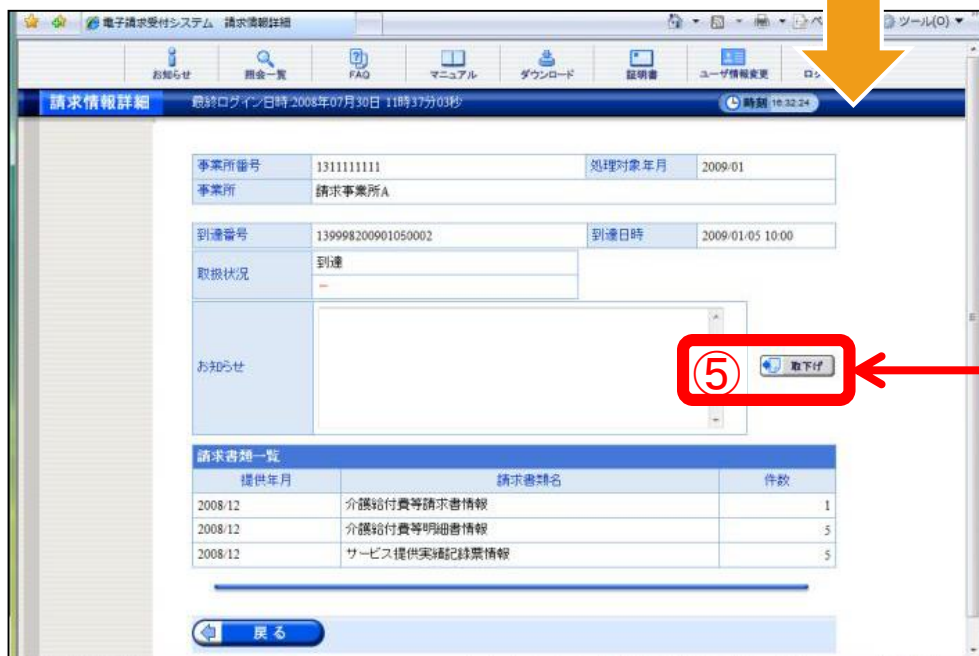 電子請求受付システム 請求情報詳細
ツール(O)
お知らせ 照会一覧 FAQ マニュアル ダウンロード 証明書 ユーザ情報変更
請求情報詳細 最終ログイン日時:2008年07月30日 11時37分03秒 時刻 16:32:24
事業所番号 1311111111 処理対象年月 2009/01
事業所 請求事業所A
到達番号 139998200901050002 到達日時 2009/01/05 10:00
取扱状況 到達
－
お知らせ ⑤ 取下げ
請求書類一覧
提供年月 請求書類名 件数
2008/12 介護給付費等請求書情報 1
2008/12 介護給付費等明細書情報 5
2008/12 サービス提供実績記録票情報 5
戻る